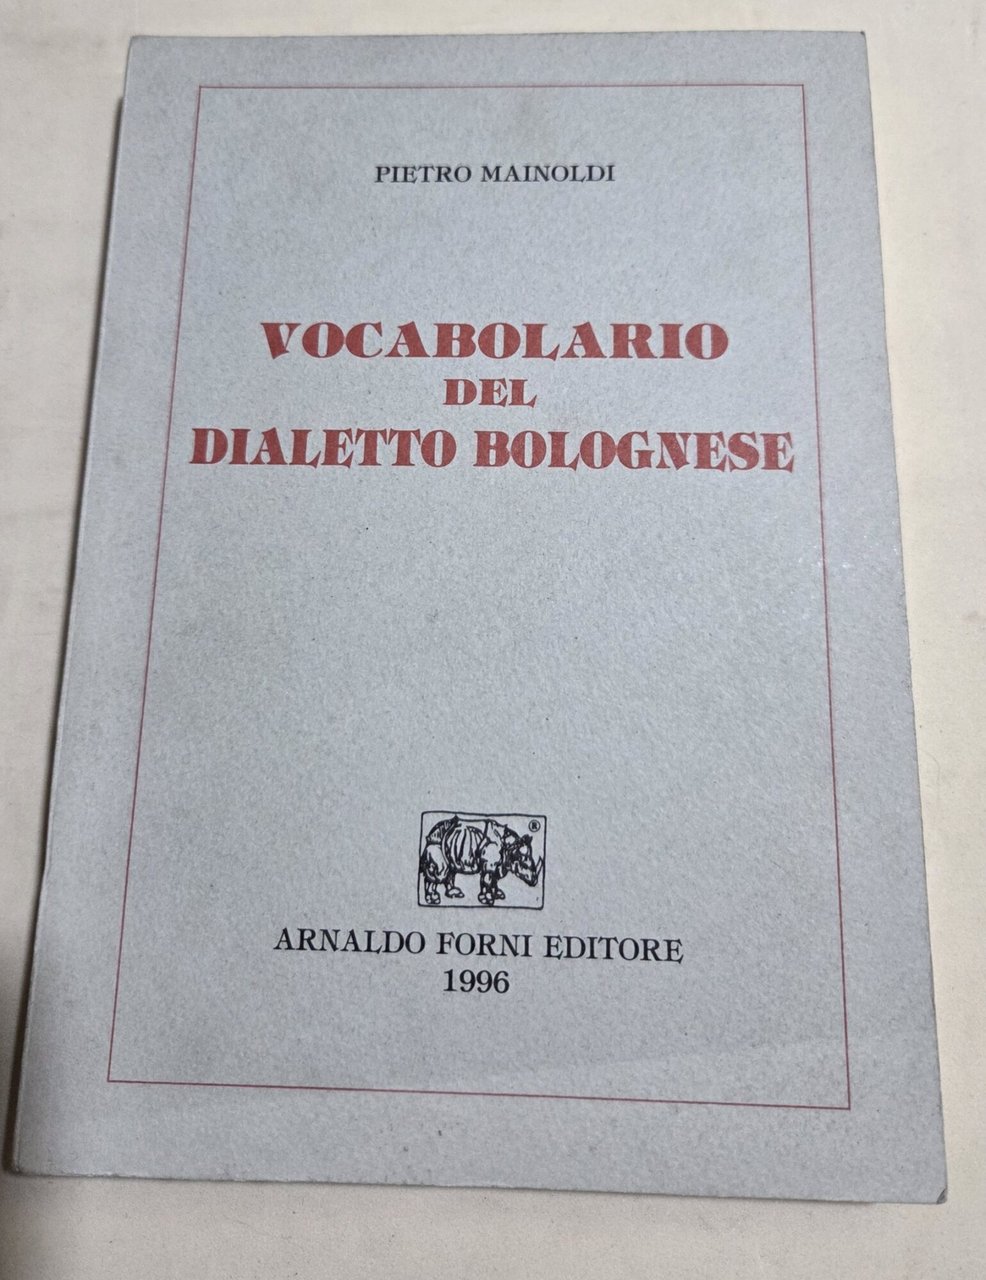 PIETRO MAINOLDI
VOCABOLARIO
DEL
DIALETTO BOLOGNESE
®
ARNALDO FORNI EDITORE
1996